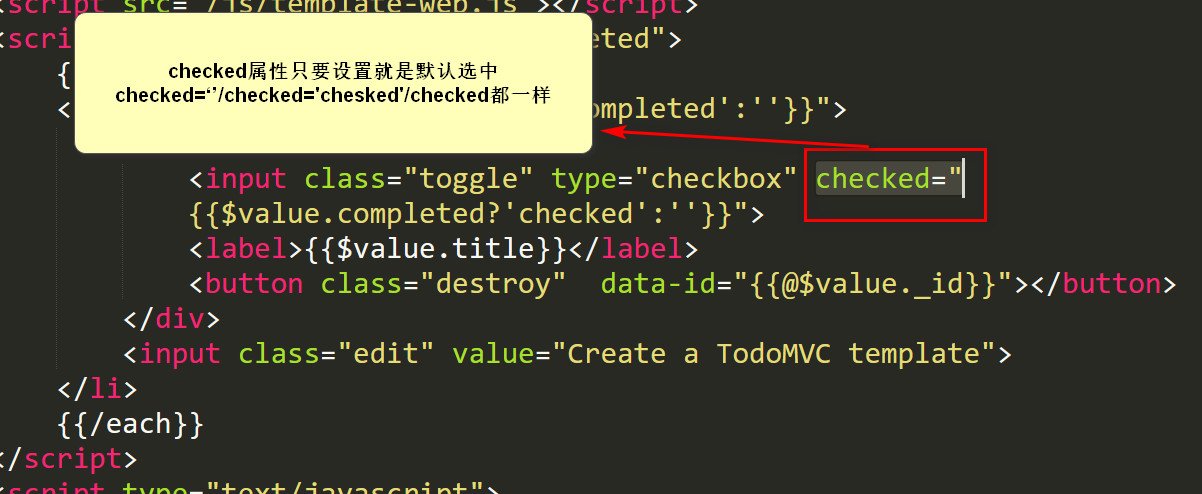 <script src="/js/template-web.js"></script>
<scri eted">
checked属性只要设置就是默认选中
checked=‘’/checked='chesked'/checked都一样
{
< ompleted':''}}">
<input class="toggle" type="checkbox" checked="
{{$value.completed?'checked':''}}">
<label>{{$value.title}}</label>
<button class="destroy"  data-id="{{@$value._id}}"></button>
</div>
<input class="edit" value="Create a TodoMVC template">
</li>
{{/each}}
</script>
<script type="text/javascript">